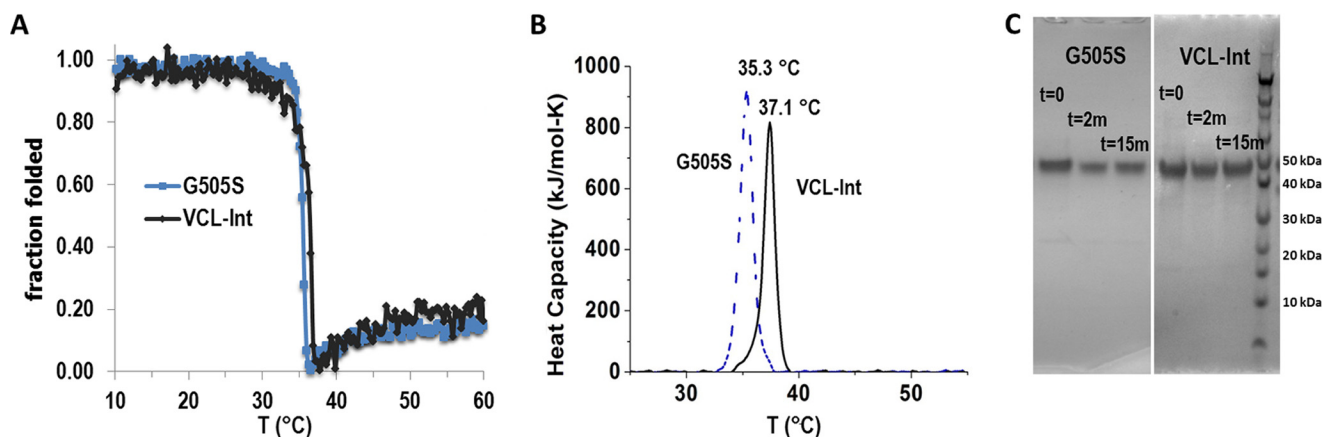 A
fraction folded
1.00
0.80
0.60
0.40
0.20
0.00
G505S
VCL-Int
10
20
30
40
50
60
T (°C)
B
Heat Capacity (kJ/mol-K)
1000
800
600
400
200
0
35.3 °C
37.1 °C
G505S
VCL-Int
30
40
50
T (°C)
C
G505S
t=0
t=2m
t=15m
VCL-Int
t=0
t=2m
t=15m
50 kDa
40 kDa
30 kDa
20 kDa
10 kDa